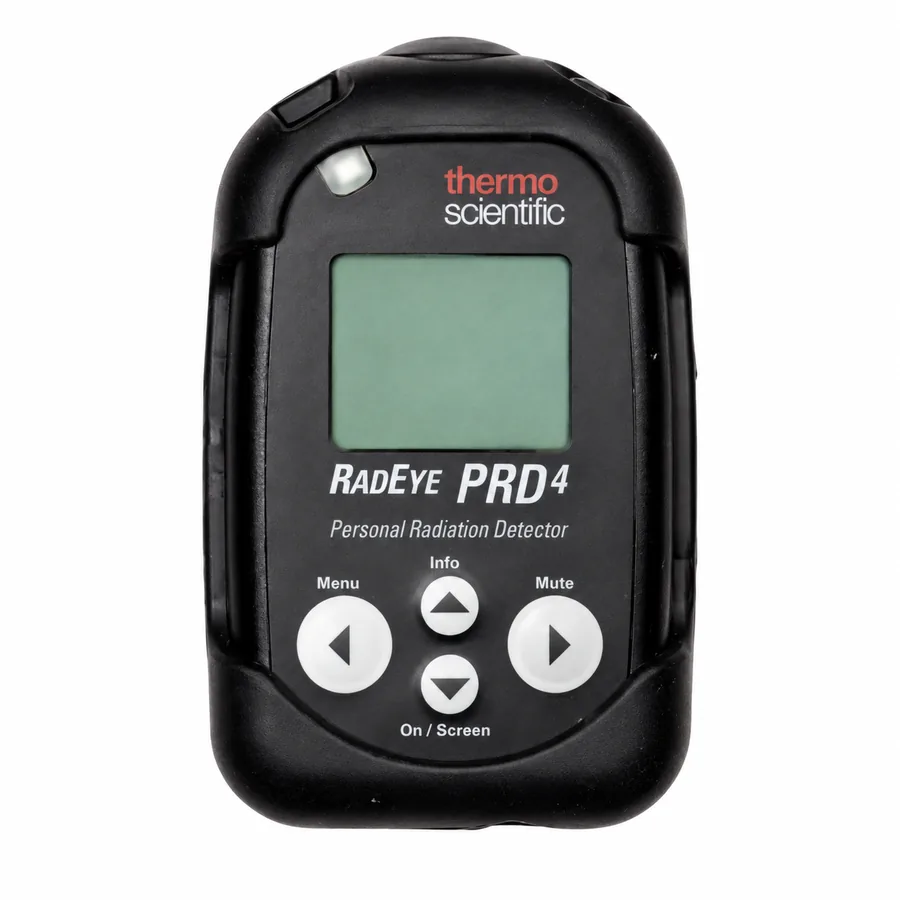 thermo
scientific
RADEYE PRD4
Personal Radiation Detector
Info
Menu
Mute
On / Screen